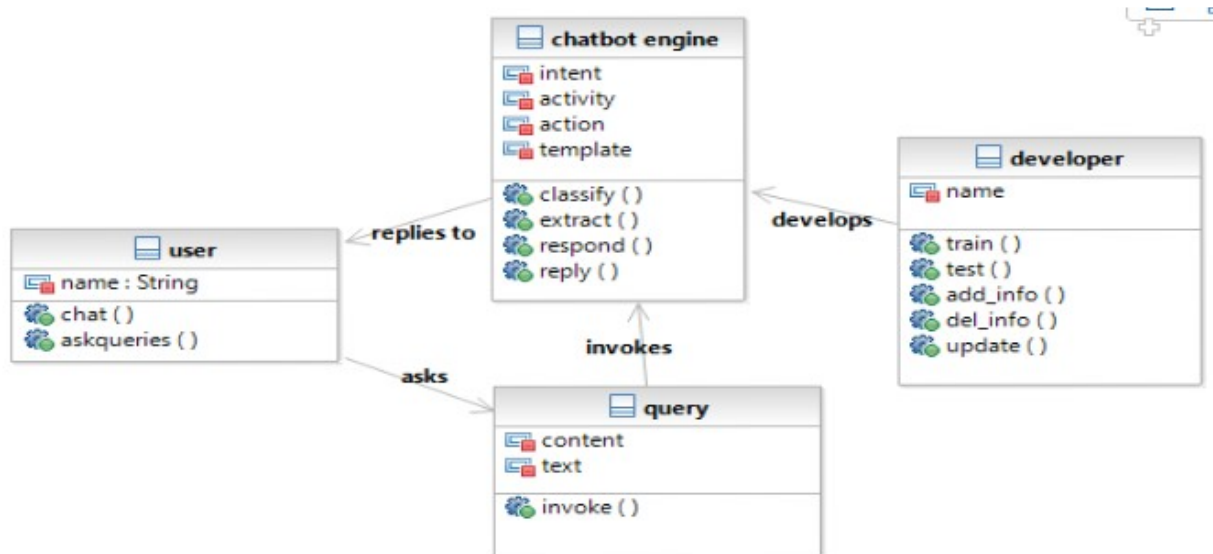 chatbot engine
intent
activity
action
template
classify ( )
extract ( )
respond ( )
reply ( )
developer
name
train ( )
test ( )
add_info ( )
del_info ( )
update ( )
develops
replies to
user
name : String
chat ( )
askqueries ( )
invokes
asks
query
content
text
invoke ( )